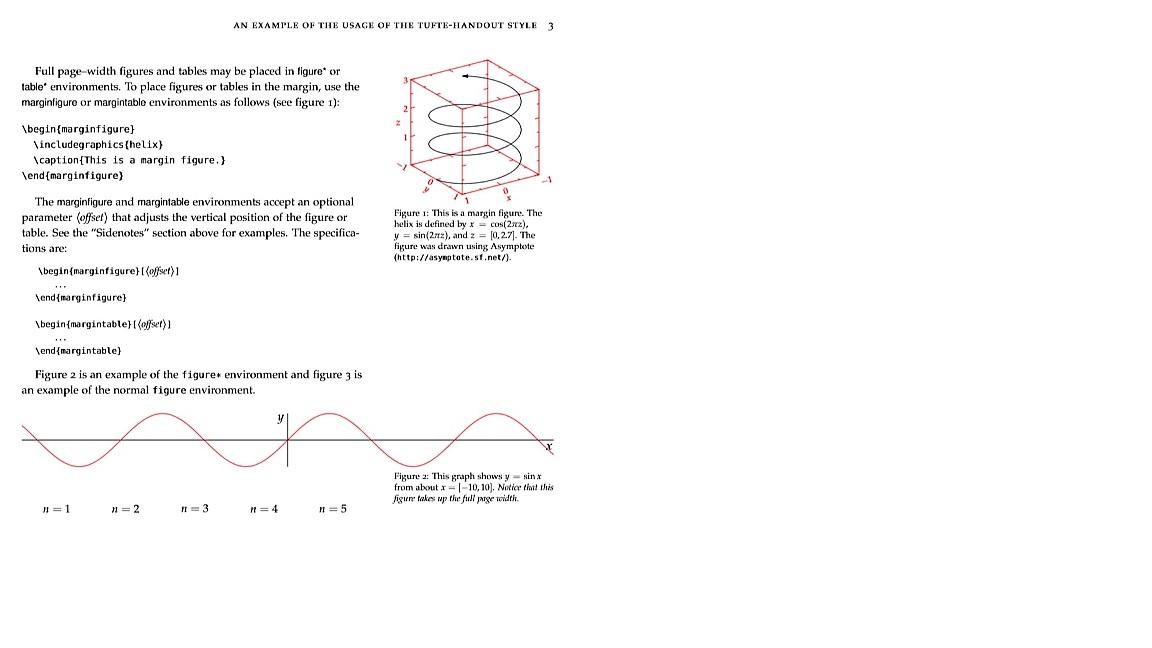 AN EXAMPLE OF THE USAGE OF THE TUFTE-HANDOUT STYLE 3
Full page–width figures and tables may be placed in figure* or
table* environments. To place figures or tables in the margin, use the
marginfigure or margintable environments as follows (see figure 1):
\begin{marginfigure}
\includegraphics{helix}
\caption{This is a margin figure.}
\end{marginfigure}
The marginfigure and margintable environments accept an optional
parameter ⟨offset⟩ that adjusts the vertical position of the figure or
table. See the “Sidenotes” section above for examples. The specifica-
tions are:
\begin{marginfigure}[⟨offset⟩]
...
\end{marginfigure}
\begin{margintable}[⟨offset⟩]
...
\end{margintable}
Figure 2 is an example of the figure* environment and figure 3 is
an example of the normal figure environment.
3
2
z
1
−1
0
y
1
1
0
x
−1
Figure 1: This is a margin figure. The
helix is defined by x = cos(2πz),
y = sin(2πz), and z = [0, 2.7]. The
figure was drawn using Asymptote
(http://asymptote.sf.net/).
y
x
Figure 2: This graph shows y = sin x
from about x = [−10, 10]. Notice that this
figure takes up the full page width.
n = 1 n = 2 n = 3 n = 4 n = 5